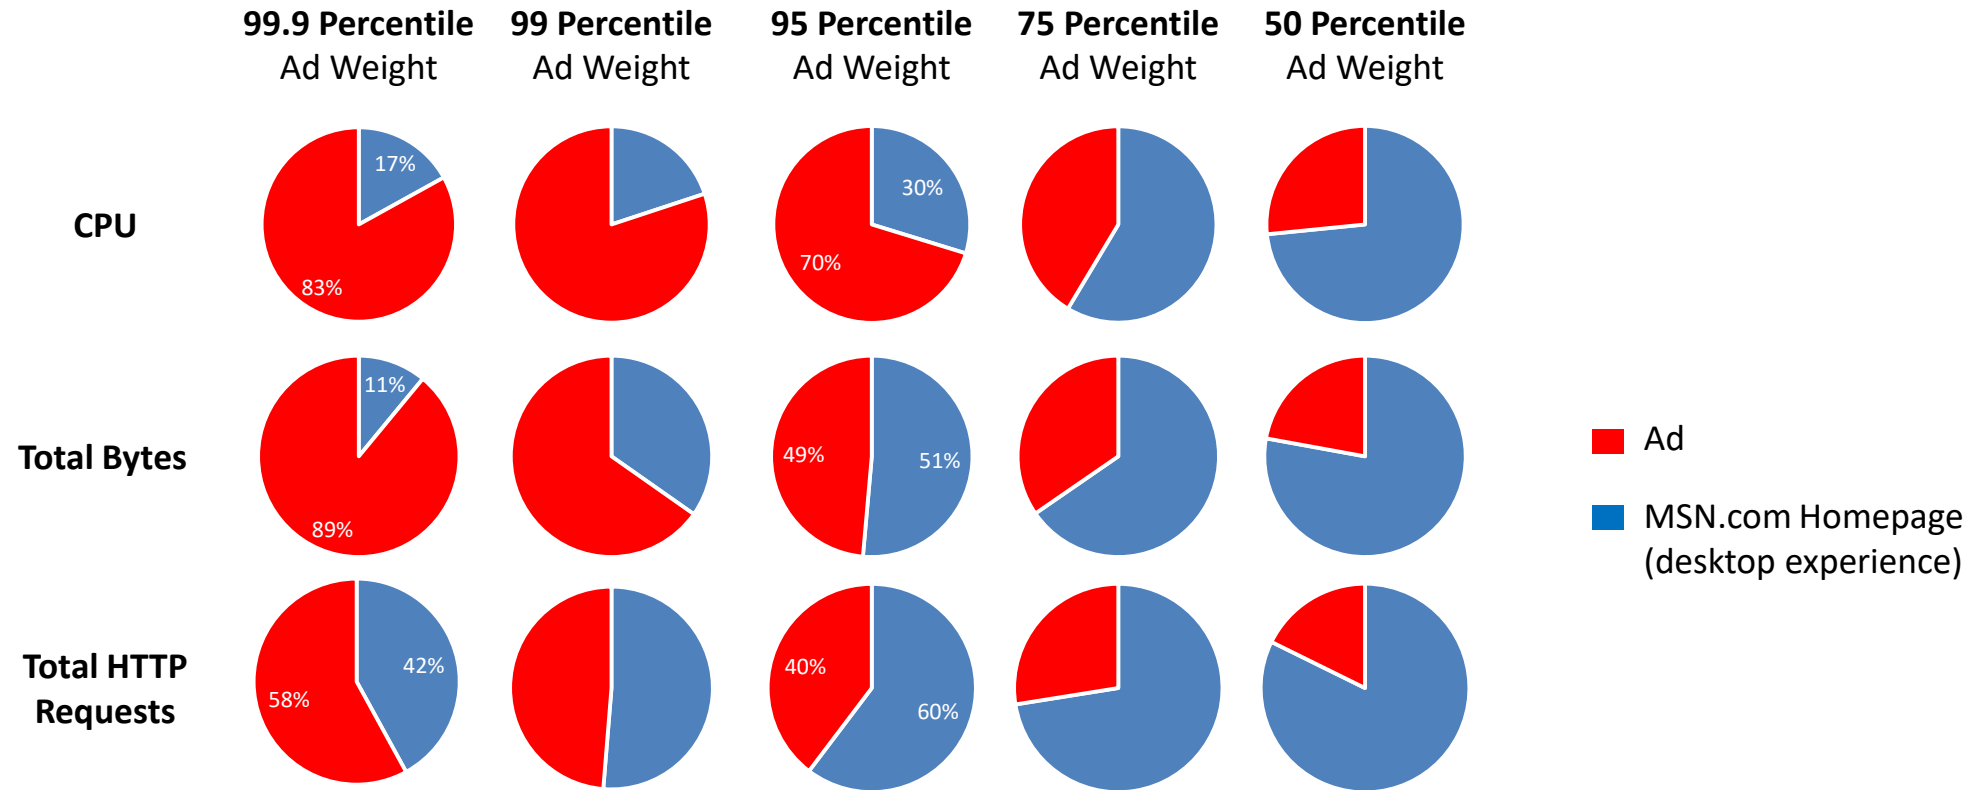 99.9 Percentile
Ad Weight
99 Percentile
Ad Weight
95 Percentile
Ad Weight
75 Percentile
Ad Weight
50 Percentile
Ad Weight
CPU
17%
83%
30%
70%
Total Bytes
11%
89%
49%
51%
Total HTTP
Requests
42%
58%
40%
60%
Ad
MSN.com Homepage
(desktop experience)